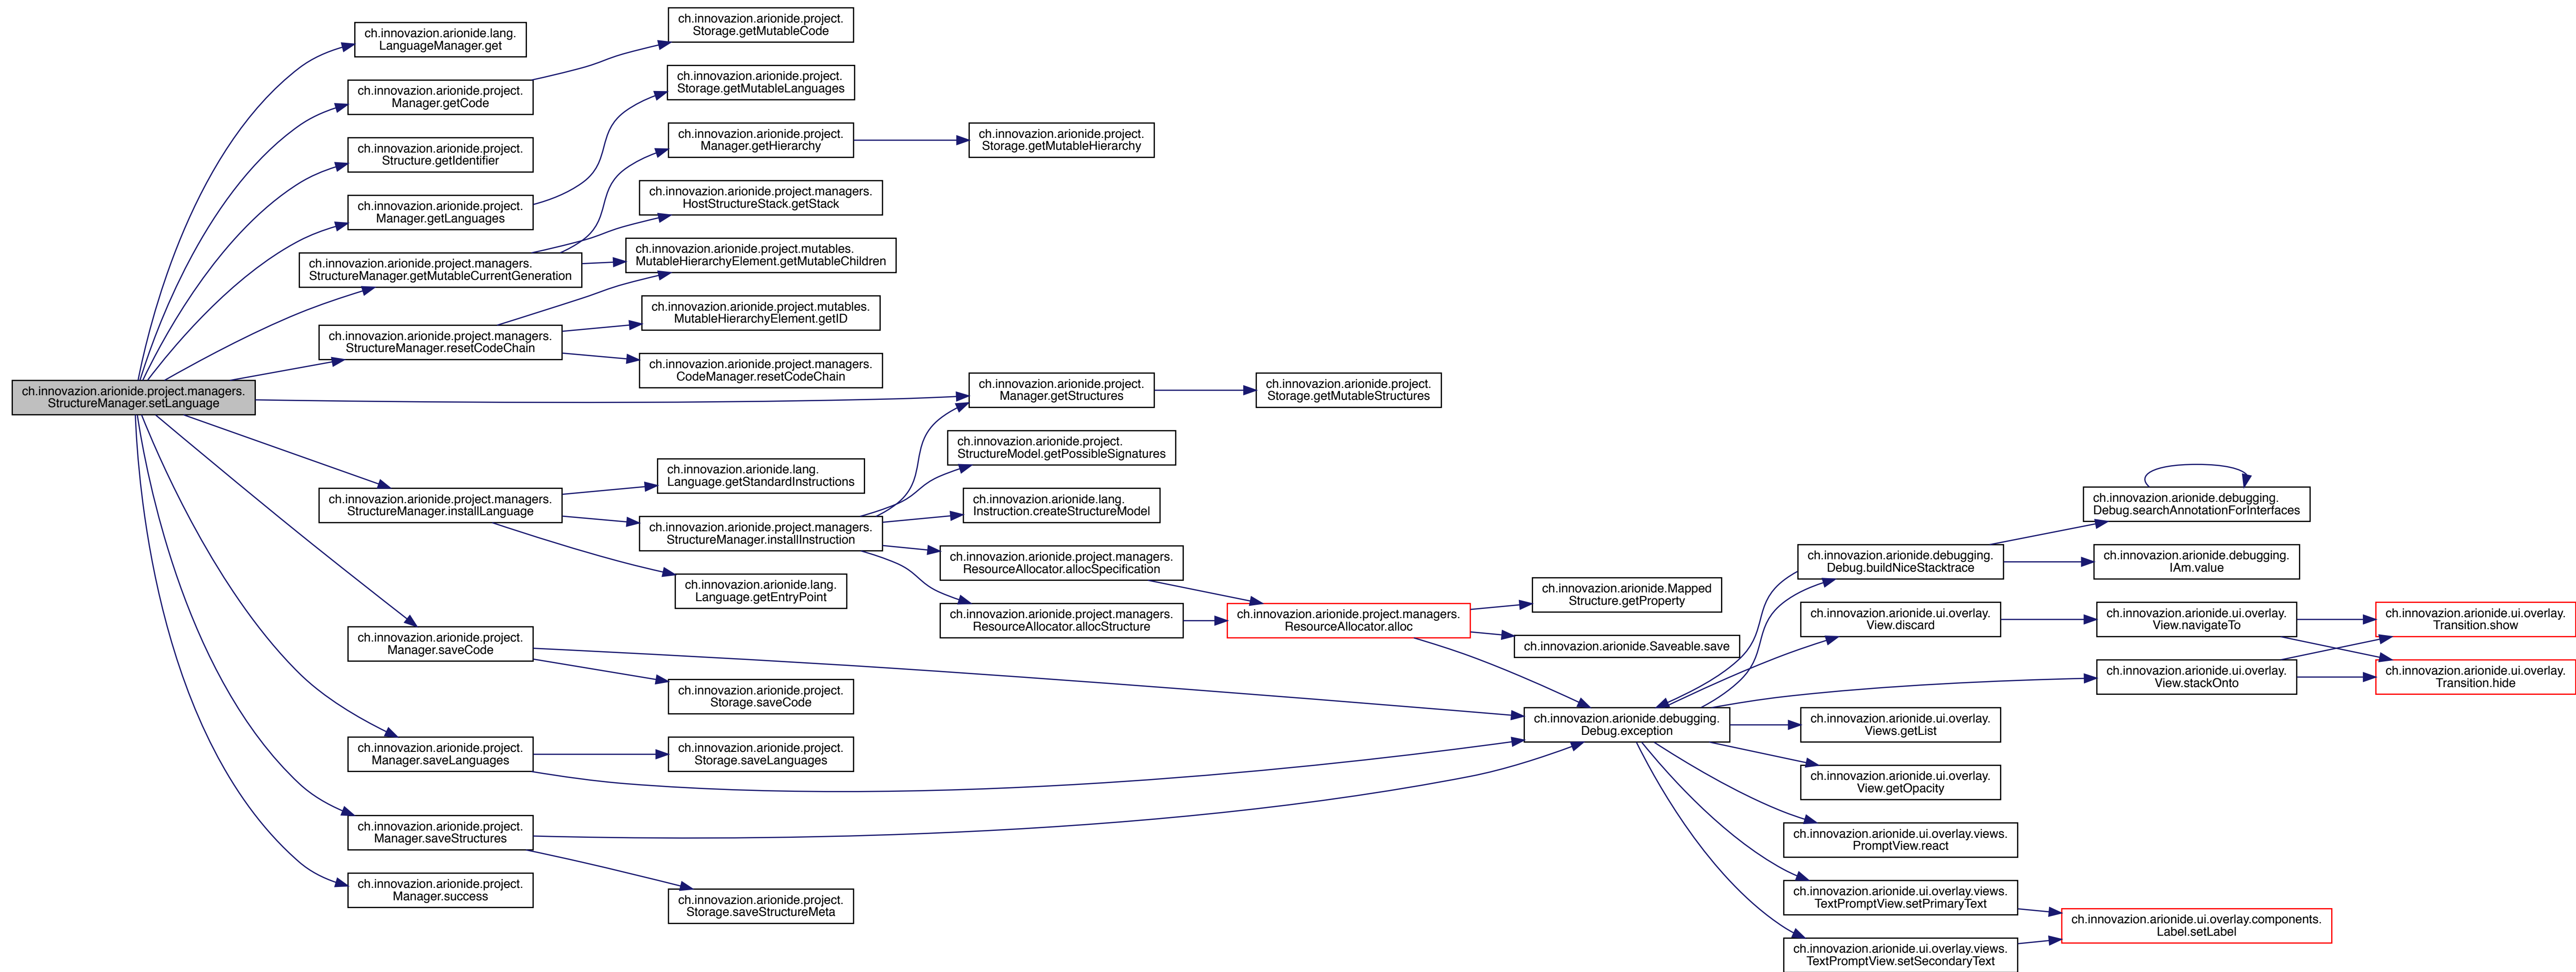 ch.innovazion.arionide.project.managers.
StructureManager.setLanguage
ch.innovazion.arionide.lang.
LanguageManager.get
ch.innovazion.arionide.project.
Manager.getCode
ch.innovazion.arionide.project.
Structure.getIdentifier
ch.innovazion.arionide.project.
Manager.getLanguages
ch.innovazion.arionide.project.managers.
StructureManager.getMutableCurrentGeneration
ch.innovazion.arionide.project.managers.
StructureManager.resetCodeChain
ch.innovazion.arionide.project.managers.
StructureManager.installLanguage
ch.innovazion.arionide.project.
Manager.saveCode
ch.innovazion.arionide.project.
Manager.saveLanguages
ch.innovazion.arionide.project.
Manager.saveStructures
ch.innovazion.arionide.project.
Manager.success
ch.innovazion.arionide.project.
Storage.getMutableCode
ch.innovazion.arionide.project.
Storage.getMutableLanguages
ch.innovazion.arionide.project.
Manager.getHierarchy
ch.innovazion.arionide.project.managers.
HostStructureStack.getStack
ch.innovazion.arionide.project.mutables.
MutableHierarchyElement.getMutableChildren
ch.innovazion.arionide.project.mutables.
MutableHierarchyElement.getID
ch.innovazion.arionide.project.managers.
CodeManager.resetCodeChain
ch.innovazion.arionide.lang.
Language.getStandardInstructions
ch.innovazion.arionide.project.managers.
StructureManager.installInstruction
ch.innovazion.arionide.lang.
Language.getEntryPoint
ch.innovazion.arionide.project.
Storage.saveCode
ch.innovazion.arionide.project.
Storage.saveLanguages
ch.innovazion.arionide.project.
Storage.saveStructureMeta
ch.innovazion.arionide.project.
Storage.getMutableHierarchy
ch.innovazion.arionide.project.
Manager.getStructures
ch.innovazion.arionide.project.
StructureModel.getPossibleSignatures
ch.innovazion.arionide.lang.
Instruction.createStructureModel
ch.innovazion.arionide.project.managers.
ResourceAllocator.allocSpecification
ch.innovazion.arionide.project.managers.
ResourceAllocator.allocStructure
ch.innovazion.arionide.project.
Storage.getMutableStructures
ch.innovazion.arionide.project.managers.
ResourceAllocator.alloc
ch.innovazion.arionide.Mapped
Structure.getProperty
ch.innovazion.arionide.Saveable.save
ch.innovazion.arionide.debugging.
Debug.exception
ch.innovazion.arionide.debugging.
Debug.buildNiceStacktrace
ch.innovazion.arionide.ui.overlay.
View.discard
ch.innovazion.arionide.ui.overlay.
Views.getList
ch.innovazion.arionide.ui.overlay.
View.getOpacity
ch.innovazion.arionide.ui.overlay.views.
PromptView.react
ch.innovazion.arionide.ui.overlay.views.
TextPromptView.setPrimaryText
ch.innovazion.arionide.ui.overlay.views.
TextPromptView.setSecondaryText
ch.innovazion.arionide.debugging.
Debug.searchAnnotationForInterfaces
ch.innovazion.arionide.debugging.
IAm.value
ch.innovazion.arionide.ui.overlay.
View.navigateTo
ch.innovazion.arionide.ui.overlay.
View.stackOnto
ch.innovazion.arionide.ui.overlay.components.
Label.setLabel
ch.innovazion.arionide.ui.overlay.
Transition.show
ch.innovazion.arionide.ui.overlay.
Transition.hide